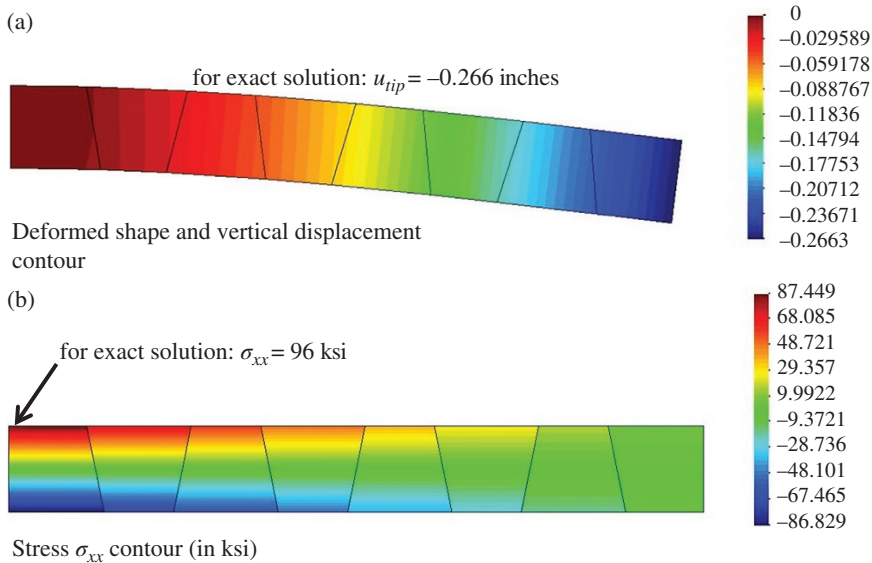 (a)
for exact solution: u_tip = –0.266 inches
0
–0.029589
–0.059178
–0.088767
–0.11836
–0.14794
–0.17753
–0.20712
–0.23671
–0.2663
Deformed shape and vertical displacement
contour
(b)
for exact solution: σ_xx = 96 ksi
87.449
68.085
48.721
29.357
9.9922
–9.3721
–28.736
–48.101
–67.465
–86.829
Stress σ_xx contour (in ksi)